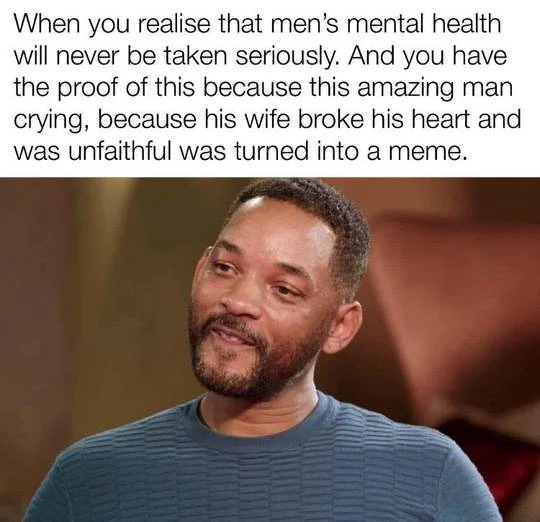 When you realise that men’s mental health
will never be taken seriously. And you have
the proof of this because this amazing man
crying, because his wife broke his heart and
was unfaithful was turned into a meme.